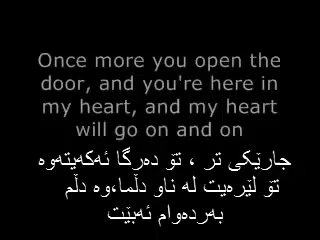 Once more you open the
door, and you're here in
my heart, and my heart
will go on and on
جارێکی تر ، تۆ دەرگا ئەکەیتەوە
تۆ لێرەیت لە ناو دڵما،وە دڵم
بەردەوام ئەبێت